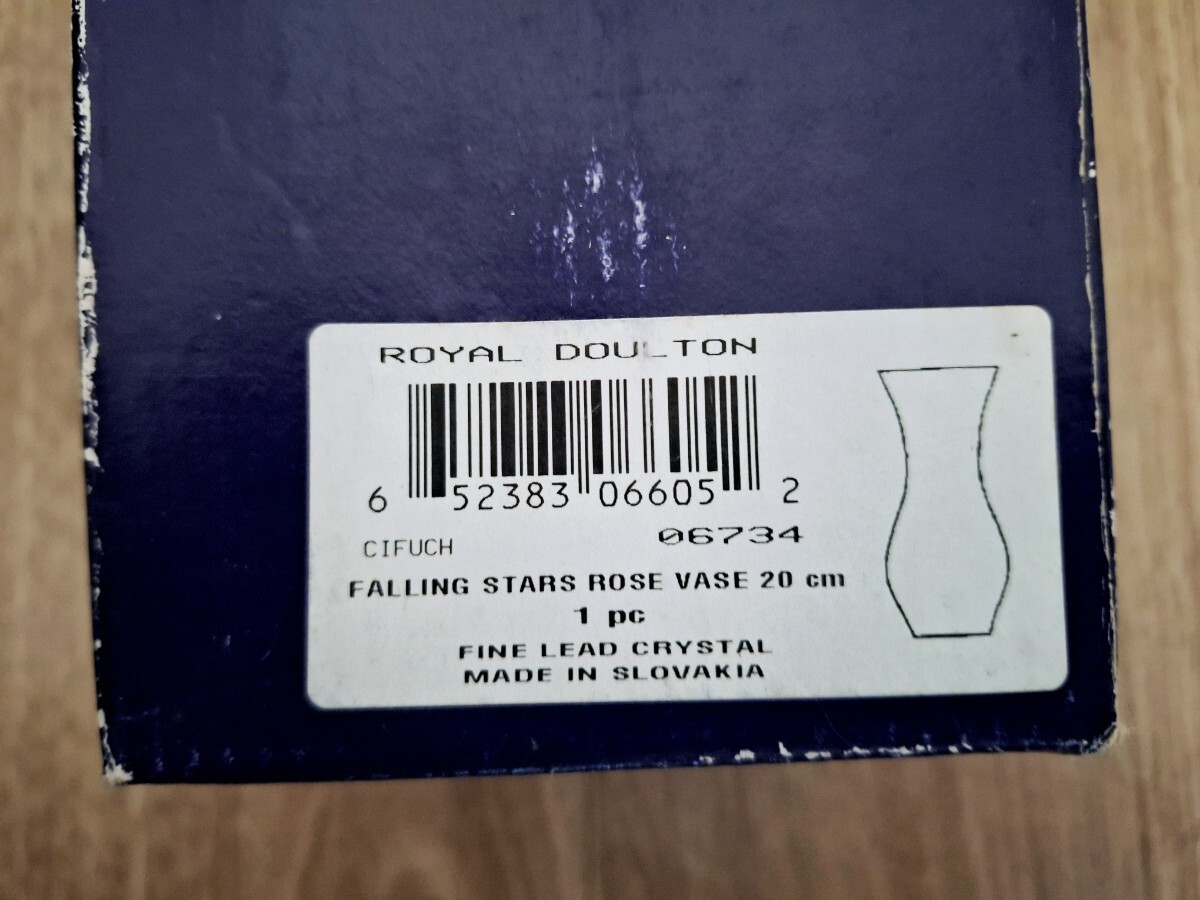 ROYAL DOULTON
6 52383 06605 2
CIFUCH 06734
FALLING STARS ROSE VASE 20 cm
1 pc
FINE LEAD CRYSTAL
MADE IN SLOVAKIA